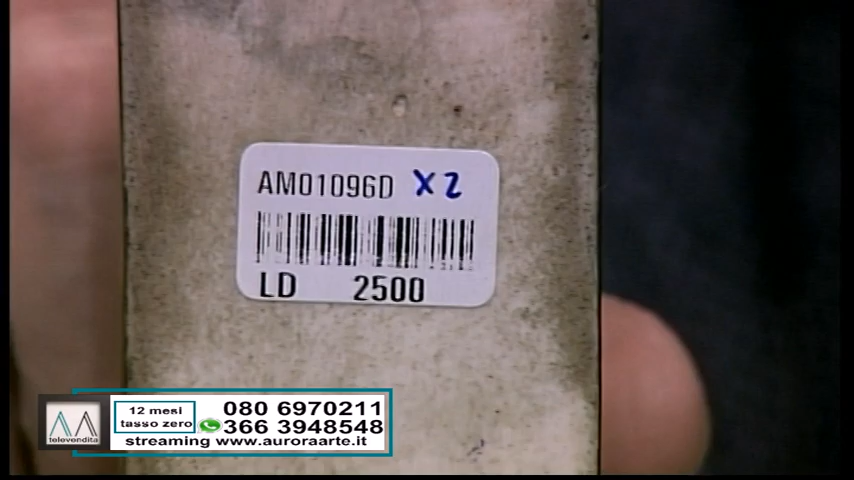 AM01096D X2
LD 2500
12 mesi
tasso zero
080 6970211
366 3948548
streaming www.auroraarte.it
televendita